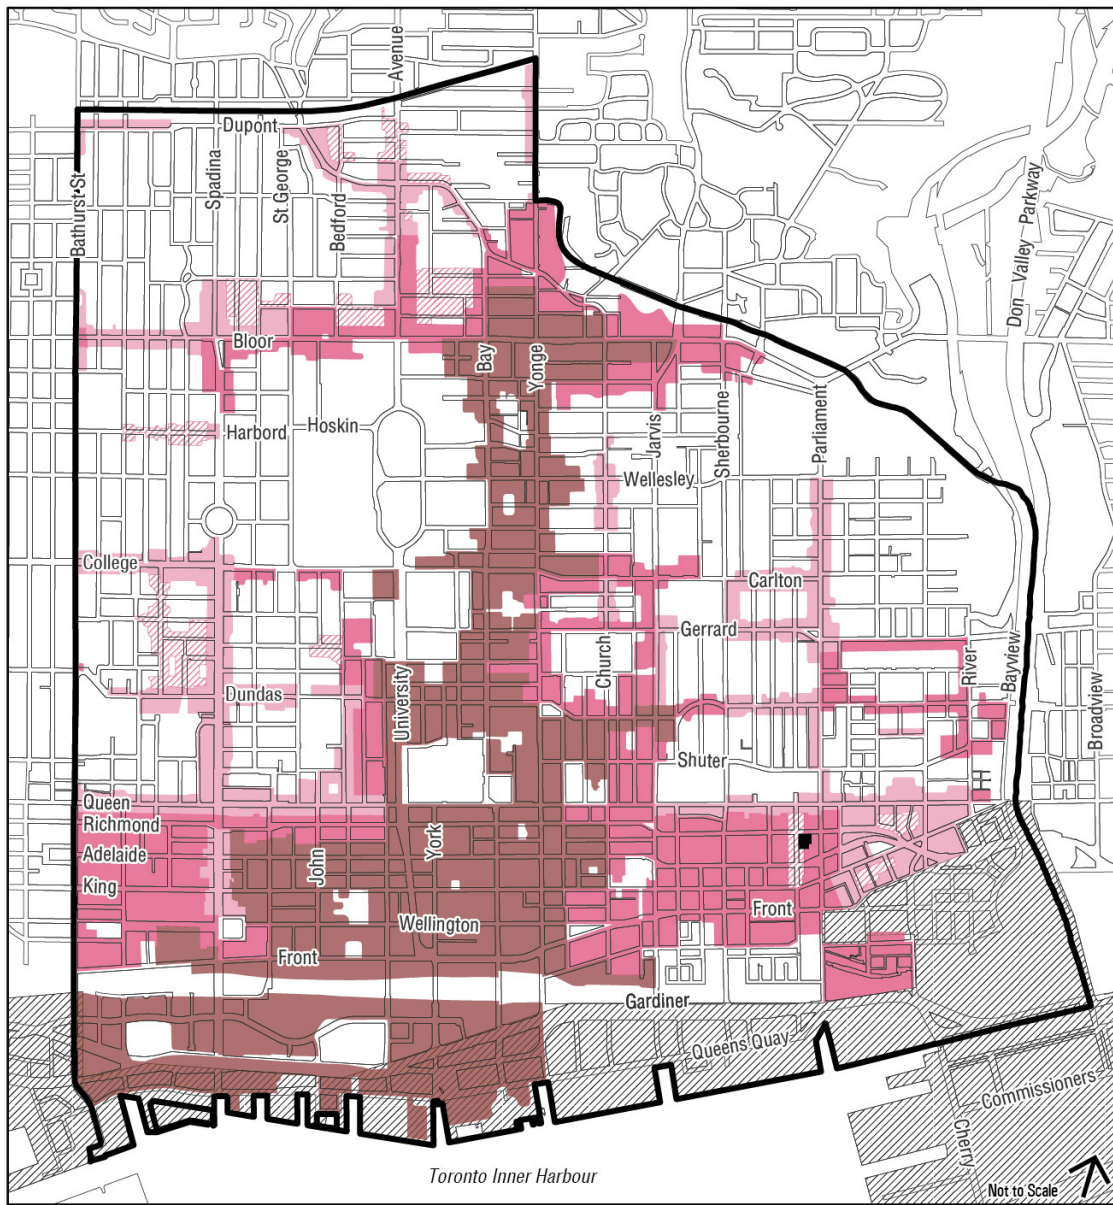 Avenue
Dupont
Bathurst St
Spadina
St.George
Bedford
Don Valley Parkway
Bloor
Bay
Yonge
Harbord
Hoskin
Jarvis
Sherbourne
Parliament
Wellesley
College
Carlton
Gerrard
Church
University
River
Bayview
Broadview
Dundas
Shuter
Queen
Richmond
Adelaide
King
John
York
Wellington
Front
Front
Gardiner
Queens Quay
Commissioners
Cherry
Toronto Inner Harbour
Not to Scale